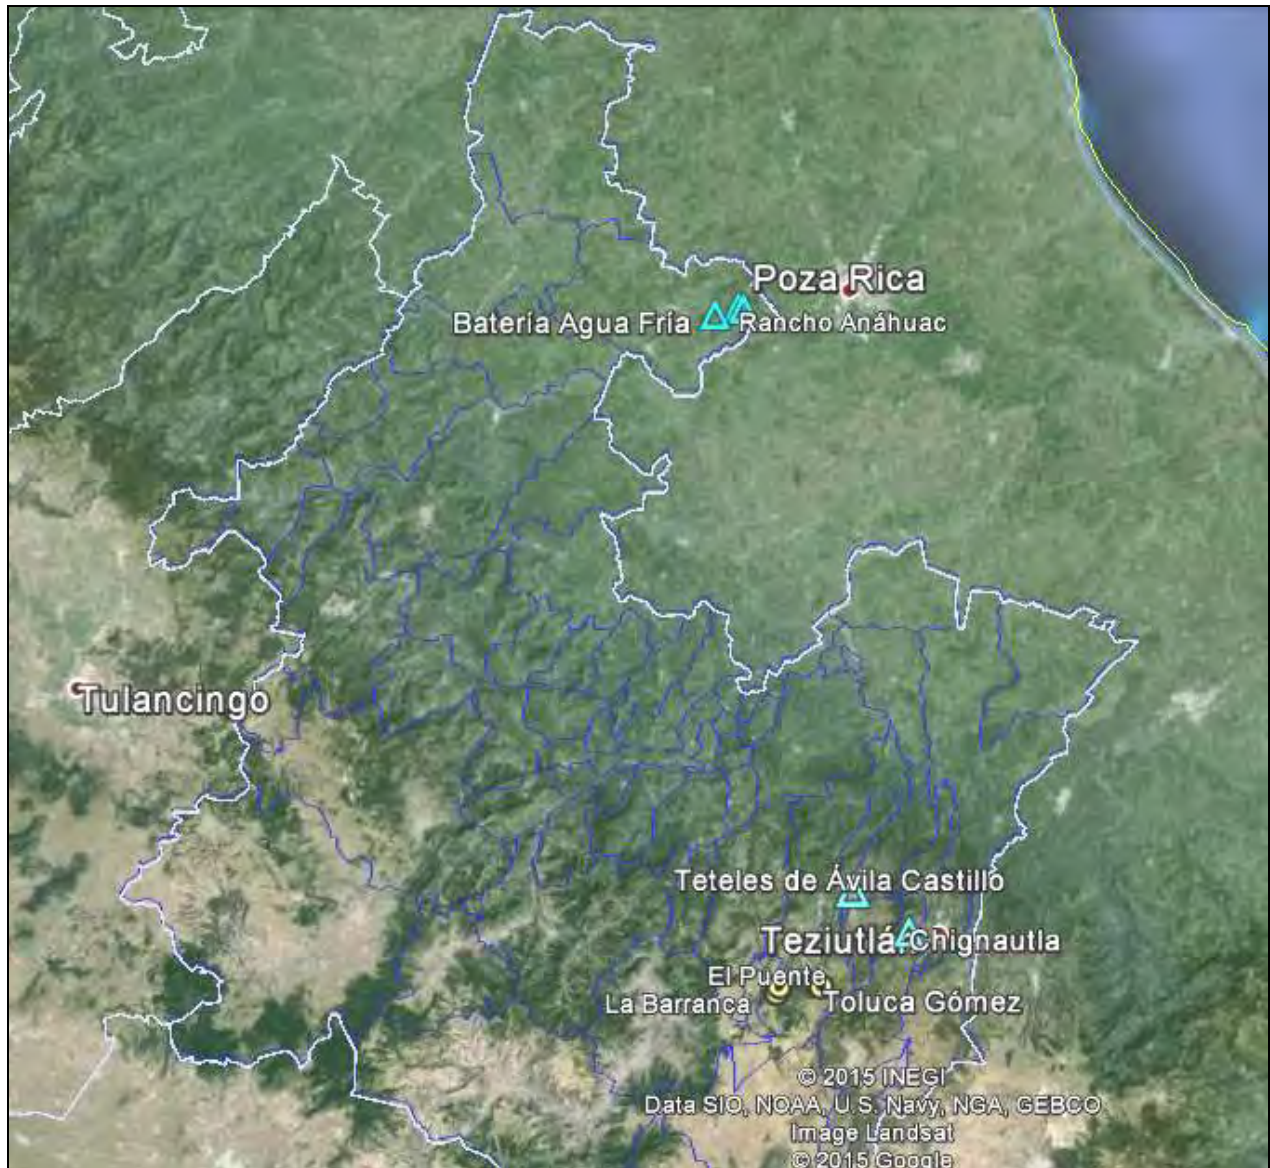 Poza Rica
Batería Agua Fría
Rancho Anáhuac
Tulancingo
Teteles de Ávila Castillo
Teziutlá
Chignautla
El Puente
La Barranca
Toluca Gómez
© 2015 INEGI
Data SIO, NOAA, U.S. Navy, NGA, GEBCO
Image Landsat
© 2015 Google